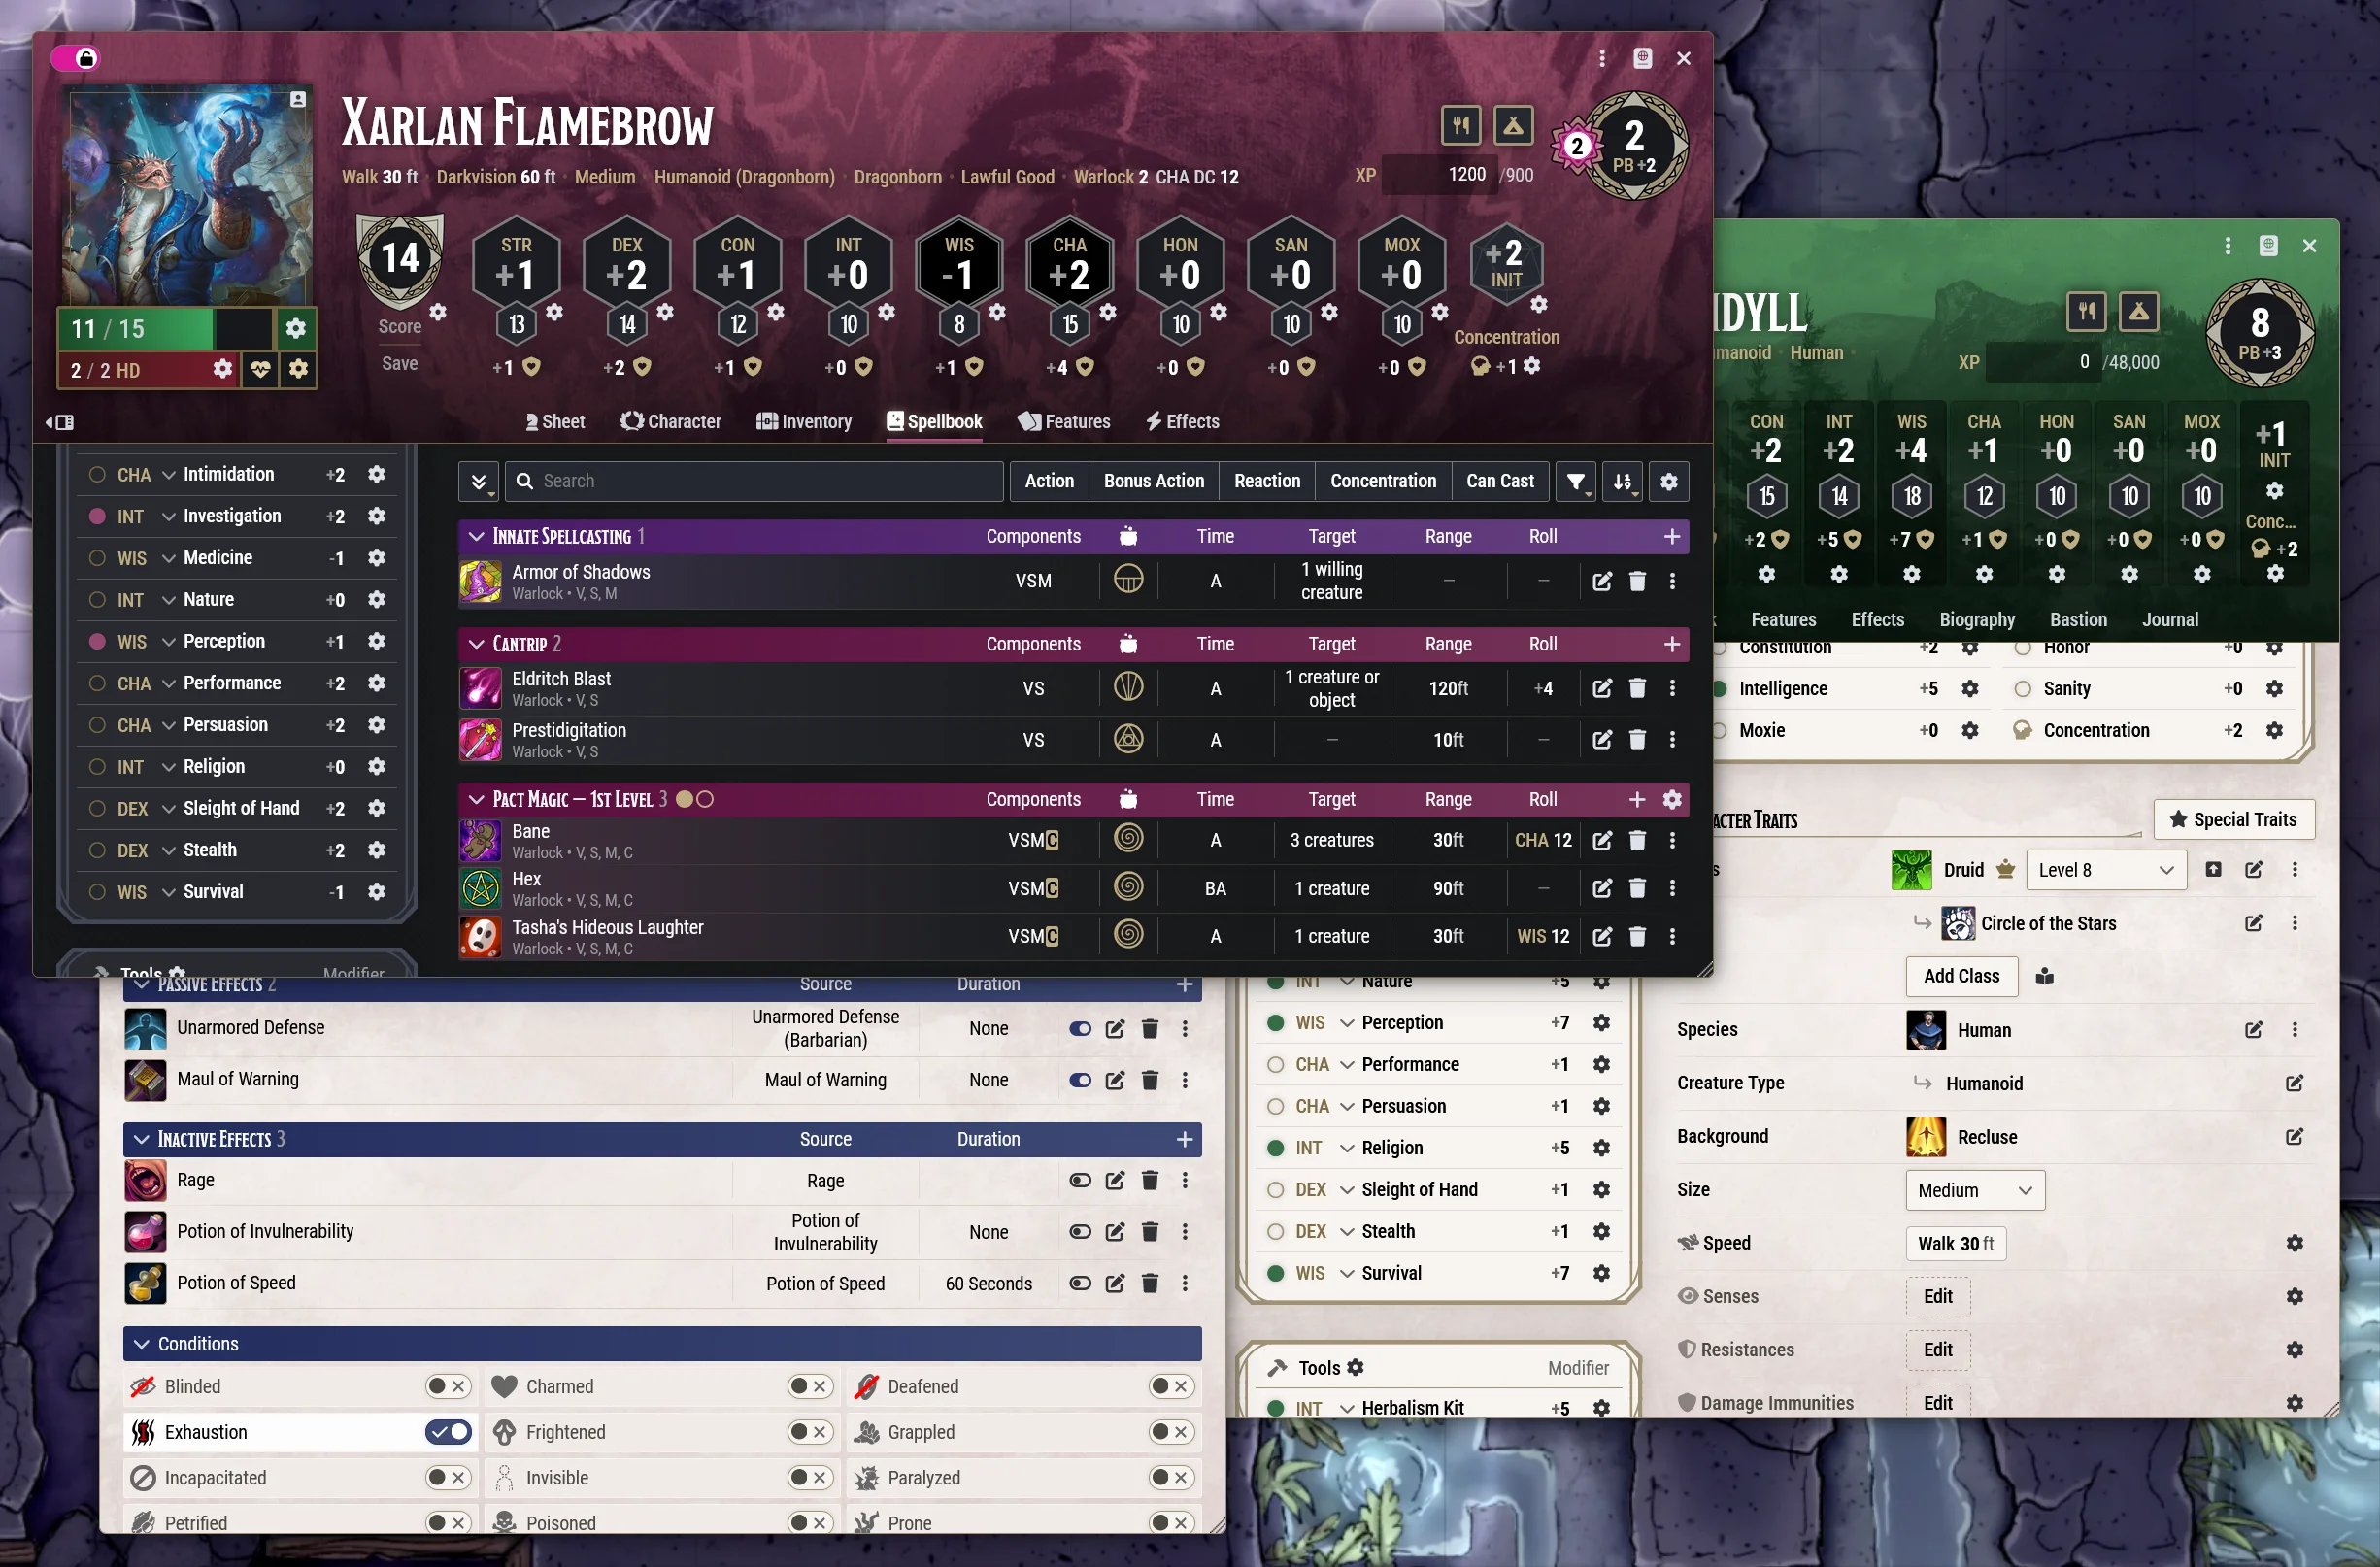 XARLAN FLAMEBROW
Walk 30 ft · Darkvision 60 ft · Medium · Humanoid (Dragonborn) · Dragonborn · Lawful Good · Warlock 2 CHA DC 12
XP 1200 /900
2
2
PB +2
11 / 15
2 / 2 HD
14
Score
Save
STR +1 13 +1
DEX +2 14 +2
CON +1 12 +1
INT +0 10 +0
WIS -1 8 +1
CHA +2 15 +4
HON +0 10 +0
SAN +0 10 +0
MOX +0 10 +0
+2 INIT
Concentration
+1
Sheet Character Inventory Spellbook Features Effects
CHA Intimidation +2
INT Investigation +2
WIS Medicine -1
INT Nature +0
WIS Perception +1
CHA Performance +2
CHA Persuasion +2
INT Religion +0
DEX Sleight of Hand +2
DEX Stealth +2
WIS Survival -1
Tools Modifier
Search Action Bonus Action Reaction Concentration Can Cast
INNATE SPELLCASTING 1 Components Time Target Range Roll
Armor of Shadows VSM A 1 willing creature – –
Warlock • V, S, M
CANTRIP 2 Components Time Target Range Roll
Eldritch Blast VS A 1 creature or object 120ft +4
Warlock • V, S
Prestidigitation VS A – 10ft –
Warlock • V, S
PACT MAGIC – 1ST LEVEL 3 Components Time Target Range Roll
Bane VSMC A 3 creatures 30ft CHA 12
Warlock • V, S, M, C
Hex VSMC BA 1 creature 90ft –
Warlock • V, S, M, C
Tasha's Hideous Laughter VSMC A 1 creature 30ft WIS 12
Warlock • V, S, M, C
IDYLL
manoid · Human ·
XP 0 /48,000
8
PB +3
CON +2 15 +2
INT +2 14 +5
WIS +4 18 +7
CHA +1 12 +1
HON +0 10 +0
SAN +0 10 +0
MOX +0 10 +0
+1 INIT
Conc...
+2
Features Effects Biography Bastion Journal
Constitution +2 Honor +0
Intelligence +5 Sanity +0
Moxie +0 Concentration +2
ACTER TRAITS Special Traits
s Druid Level 8
Circle of the Stars
Add Class
Species Human
Creature Type Humanoid
Background Recluse
Size Medium
Speed Walk 30 ft
Senses Edit
Resistances Edit
Damage Immunities Edit
INT Nature +5
WIS Perception +7
CHA Performance +1
CHA Persuasion +1
INT Religion +5
DEX Sleight of Hand +1
DEX Stealth +1
WIS Survival +7
Tools Modifier
INT Herbalism Kit +5
PASSIVE EFFECTS 2 Source Duration
Unarmored Defense Unarmored Defense (Barbarian) None
Maul of Warning Maul of Warning None
INACTIVE EFFECTS 3 Source Duration
Rage Rage
Potion of Invulnerability Potion of Invulnerability None
Potion of Speed Potion of Speed 60 Seconds
Conditions
Blinded Charmed Deafened
Exhaustion Frightened Grappled
Incapacitated Invisible Paralyzed
Petrified Poisoned Prone